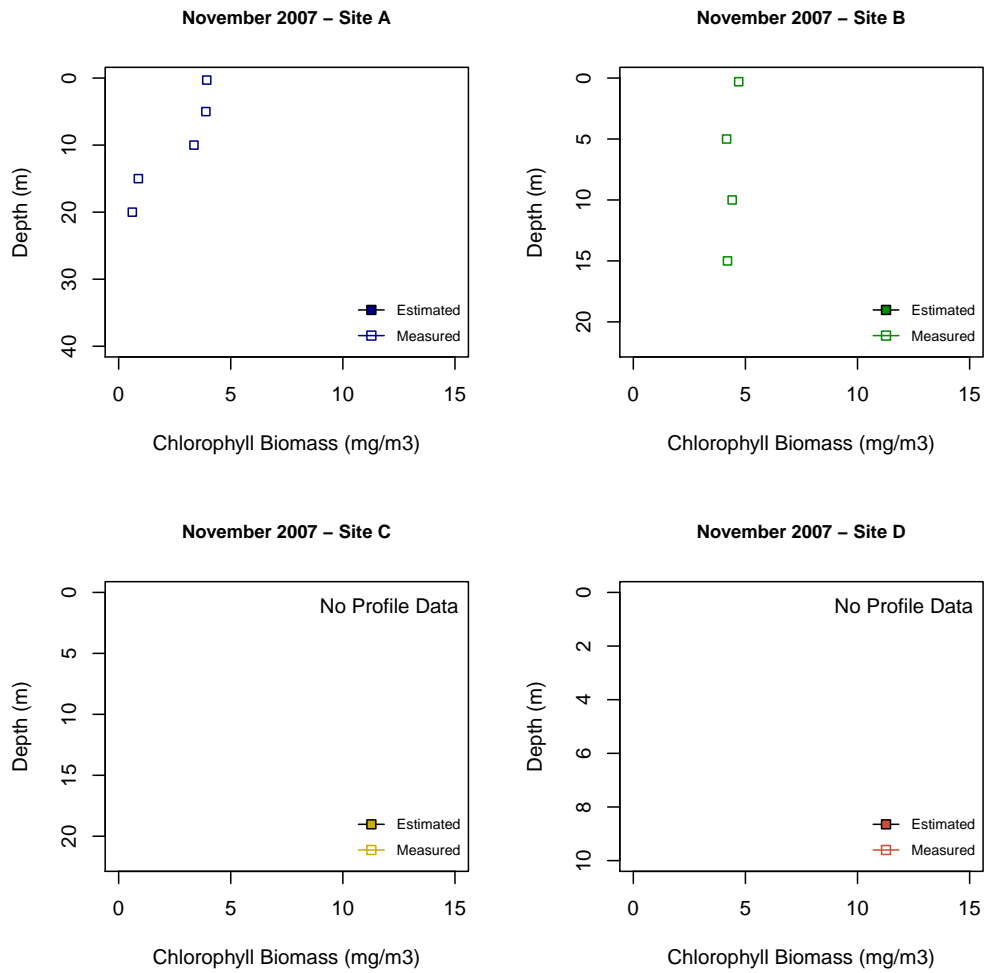 November 2007 – Site A
0
10
20
30
40
Depth (m)
Estimated
Measured
0 5 10 15
Chlorophyll Biomass (mg/m3)
November 2007 – Site B
0
5
10
15
20
Depth (m)
Estimated
Measured
0 5 10 15
Chlorophyll Biomass (mg/m3)
November 2007 – Site C
No Profile Data
0
5
10
15
20
Depth (m)
Estimated
Measured
0 5 10 15
Chlorophyll Biomass (mg/m3)
November 2007 – Site D
No Profile Data
0
2
4
6
8
10
Depth (m)
Estimated
Measured
0 5 10 15
Chlorophyll Biomass (mg/m3)